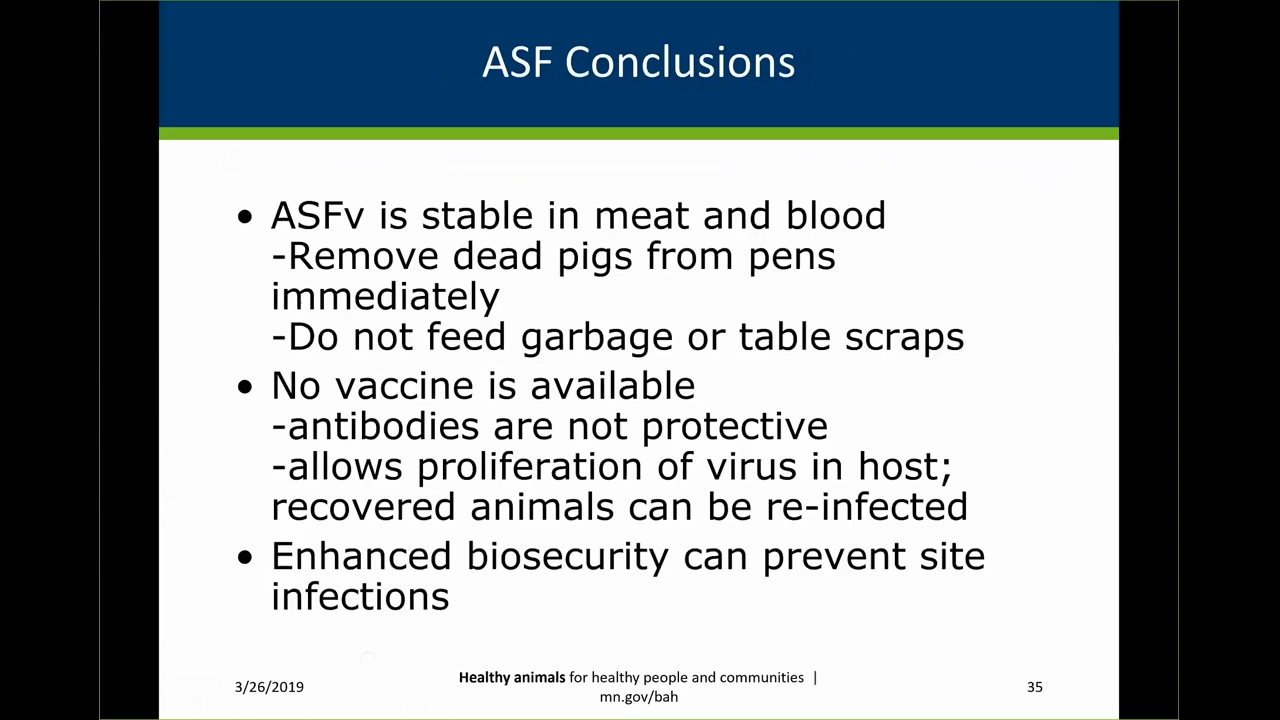 ASF Conclusions
• ASFv is stable in meat and blood
-Remove dead pigs from pens
immediately
-Do not feed garbage or table scraps
• No vaccine is available
-antibodies are not protective
-allows proliferation of virus in host;
recovered animals can be re-infected
• Enhanced biosecurity can prevent site
infections
3/26/2019
Healthy animals for healthy people and communities |
mn.gov/bah
35